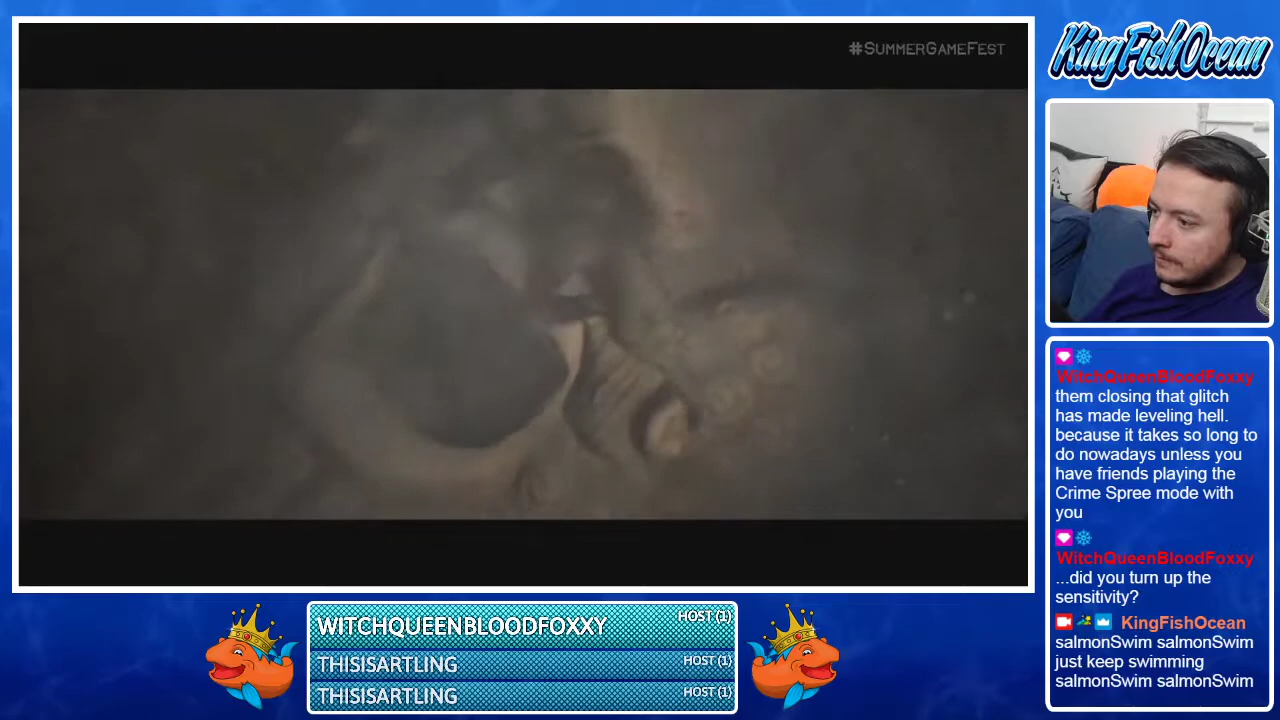 #SUMMERGAMEFEST
KingFishOcean
WitchQueenBloodFoxxy
them closing that glitch
has made leveling hell.
because it takes so long to
do nowadays unless you
have friends playing the
Crime Spree mode with
you
WitchQueenBloodFoxxy
...did you turn up the
sensitivity?
KingFishOcean
salmonSwim salmonSwim
just keep swimming
salmonSwim salmonSwim
WITCHQUEENBLOODFOXXY HOST (1)
THISISARTLING HOST (1)
THISISARTLING HOST (1)